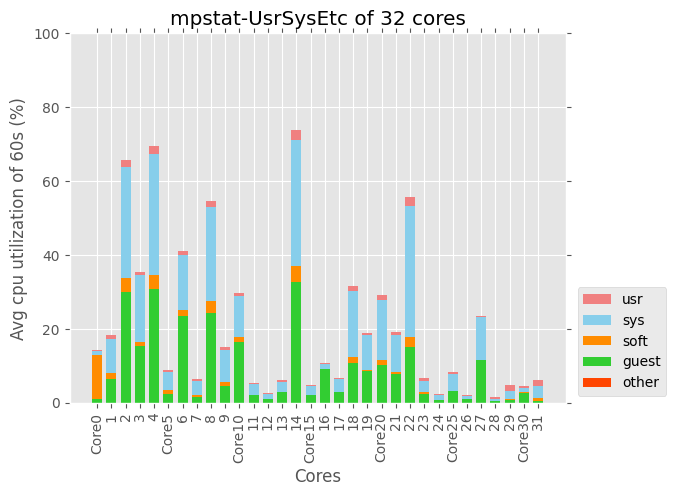 mpstat-UsrSysEtc of 32 cores
100
80
60
40
20
0
Avg cpu utilization of 60s (%)
Core0
1
2
3
4
Core5
6
7
8
9
Core10
11
12
13
14
Core15
16
17
18
19
Core20
21
22
23
24
Core25
26
27
28
29
Core30
31
Cores
usr
sys
soft
guest
other